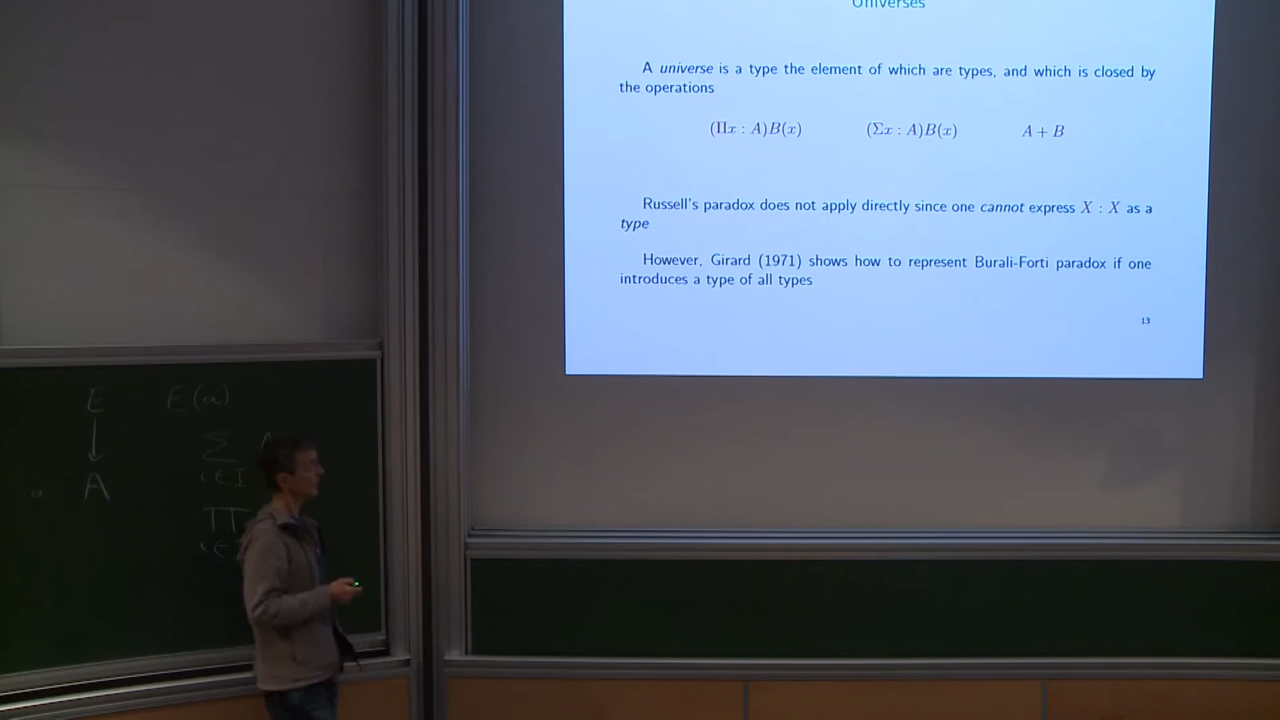 Universes
A universe is a type the element of which are types, and which is closed by
the operations
(Πx : A)B(x) (Σx : A)B(x) A + B
Russell's paradox does not apply directly since one cannot express X : X as a
type
However, Girard (1971) shows how to represent Burali-Forti paradox if one
introduces a type of all types
13
E E(a)
↓
Σ A
i∈I
a A
Π
i∈I